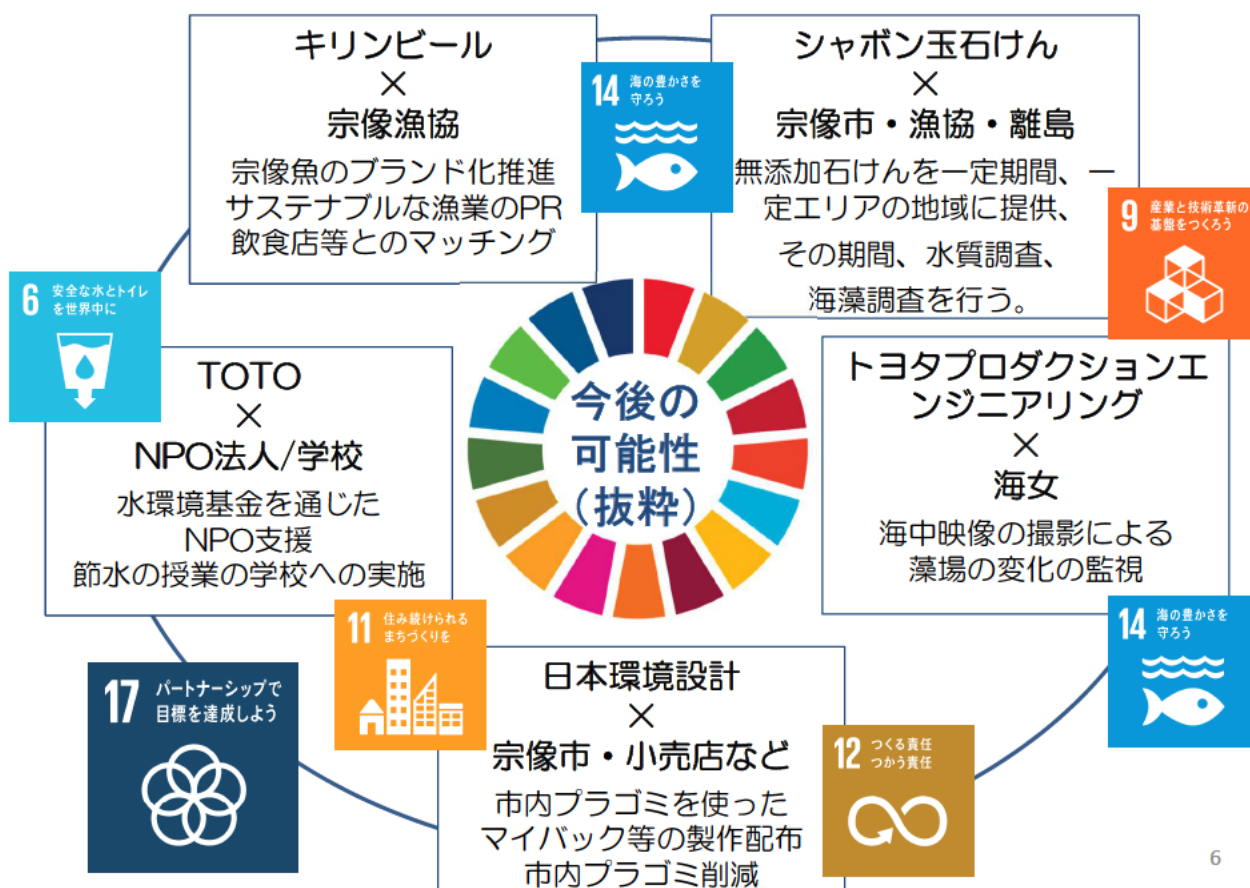 キリンビール
×
宗像漁協
宗像魚のブランド化推進
サステナブルな漁業のPR
飲食店等とのマッチング
14 海の豊かさを
守ろう
シャボン玉石けん
×
宗像市・漁協・離島
無添加石けんを一定期間、一
定エリアの地域に提供、
その期間、水質調査、
海藻調査を行う。
9 産業と技術革新の
基盤をつくろう
6 安全な水とトイレ
を世界中に
TOTO
×
NPO法人/学校
水環境基金を通じた
NPO支援
節水の授業の学校への実施
今後の
可能性
（抜粋）
トヨタプロダクションエ
ンジニアリング
×
海女
海中映像の撮影による
藻場の変化の監視
14 海の豊かさを
守ろう
11 住み続けられる
まちづくりを
17 パートナーシップで
目標を達成しよう
日本環境設計
×
宗像市・小売店など
市内プラゴミを使った
マイバック等の製作配布
市内プラゴミ削減
12 つくる責任
つかう責任
6